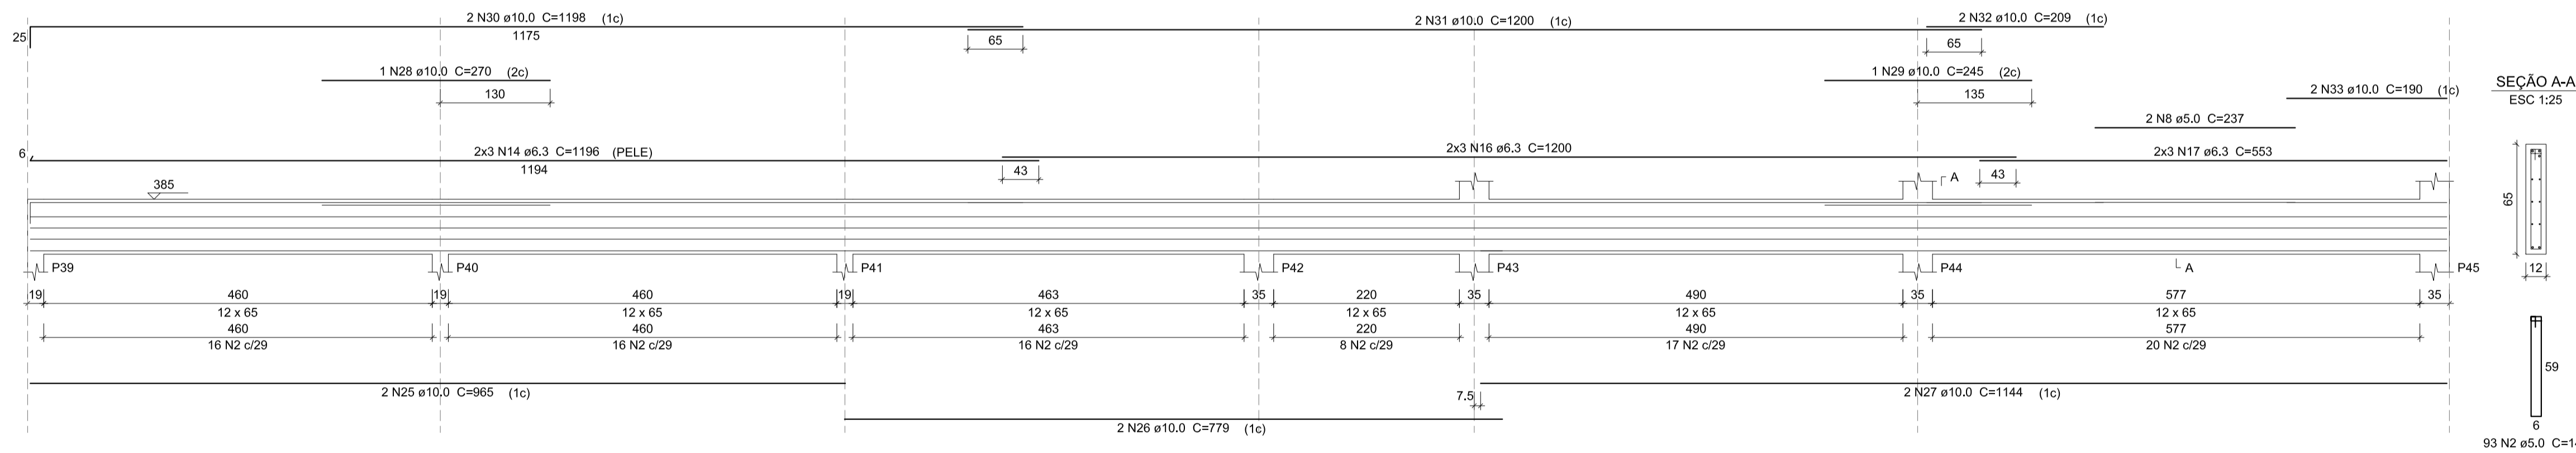 2 N30 ø10.0 C=1198 (1c)
2 N31 ø10.0 C=1200 (1c)
2 N32 ø10.0 C=209 (1c)
25
1175
65
65
1 N28 ø10.0 C=270 (2c)
1 N29 ø10.0 C=245 (2c)
130
135
2 N33 ø10.0 C=190 (1c)
SEÇÃO A-A
ESC 1:25
2 N8 ø5.0 C=237
6
2x3 N14 ø6.3 C=1196 (PELE)
2x3 N16 ø6.3 C=1200
2x3 N17 ø6.3 C=553
1194
43
43
385
A
65
P39
P40
P41
P42
P43
P44
A
P45
12
19
460
19
460
19
463
35
220
35
490
35
577
35
12 x 65
12 x 65
12 x 65
12 x 65
12 x 65
12 x 65
460
460
463
220
490
577
16 N2 c/29
16 N2 c/29
16 N2 c/29
8 N2 c/29
17 N2 c/29
20 N2 c/29
59
2 N25 ø10.0 C=965 (1c)
7.5
2 N27 ø10.0 C=1144 (1c)
2 N26 ø10.0 C=779 (1c)
6
93 N2 ø5.0